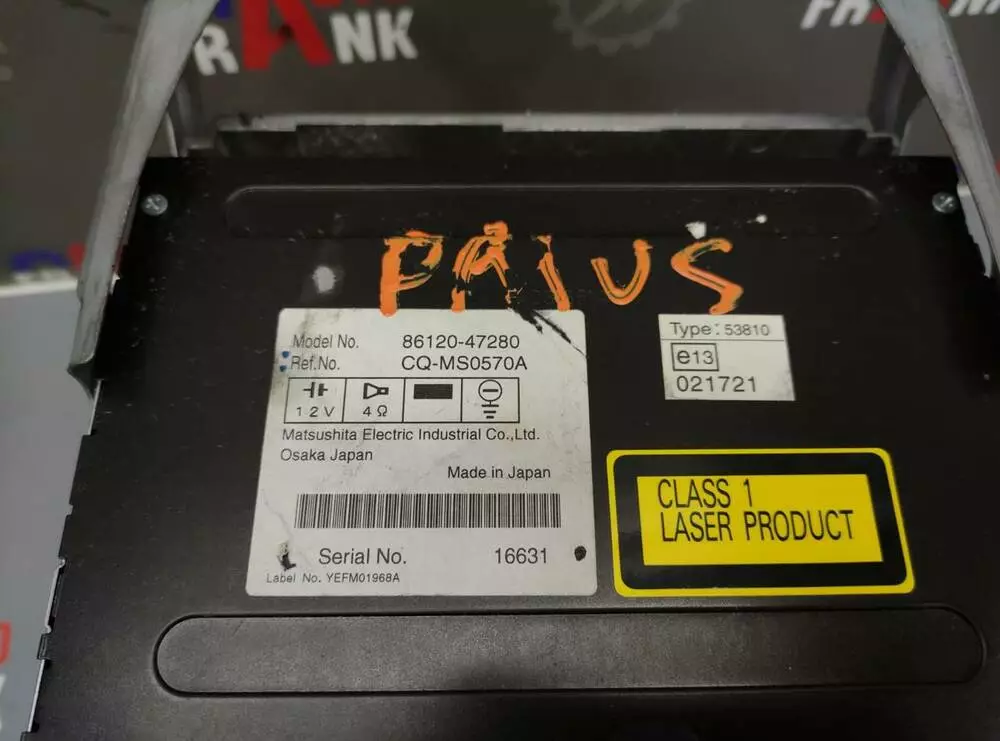 RANK
PRIUS
Model No. 86120-47280
Ref.No. CQ-MS0570A
12V 4Ω
Matsushita Electric Industrial Co.,Ltd.
Osaka Japan
Made in Japan
Serial No. 16631
Label No. YEFM01968A
Type: 53810
e13
021721
CLASS 1
LASER PRODUCT